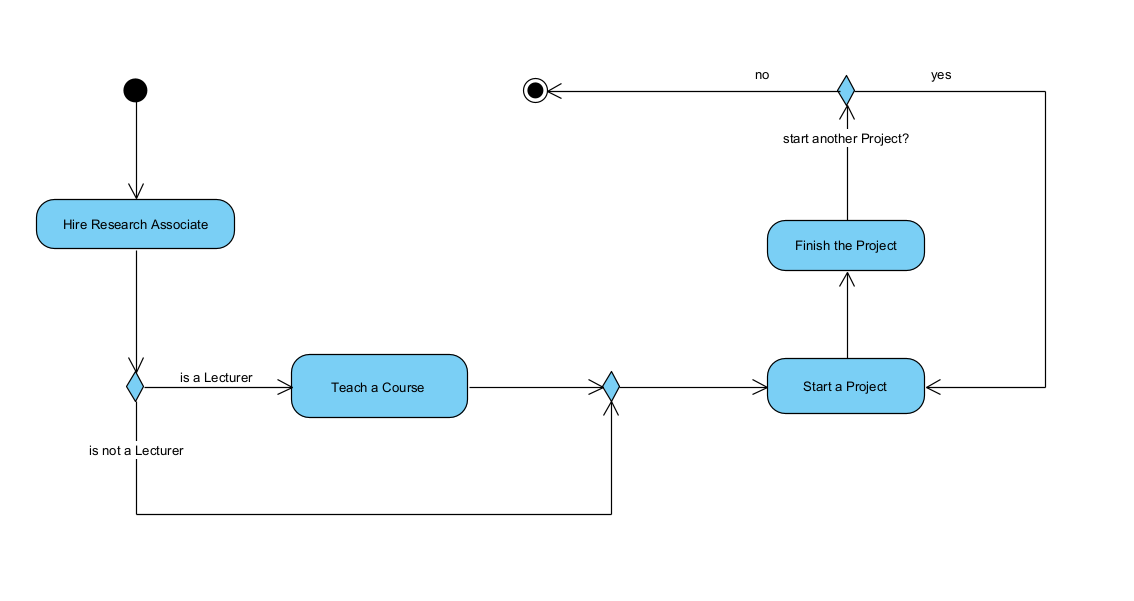 no
yes
start another Project?
Hire Research Associate
Finish the Project
is a Lecturer
Teach a Course
Start a Project
is not a Lecturer